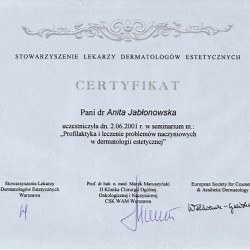 STOWARZYSZENIE LEKARZY DERMATOLOGÓW ESTETYCZNYCH
CERTYFIKAT
Pani dr Anita Jabłonowska
uczestniczyła dn. 2.06.2001 r. w seminarium nt.:
„Profilaktyka i leczenie problemów naczyniowych
w dermatologii estetycznej”
Stowarzyszenie Lekarzy
Dermatologów Estetycznych
Warszawa
Prof dr hab. n med. Marek Maruszyński
II Klinika Chirurgii Ogólnej
Onkologicznej i Naczyniowej
CSK WAM Warszawa
European Society for Cosme
& Aesthetic Dermatology
Warszawa